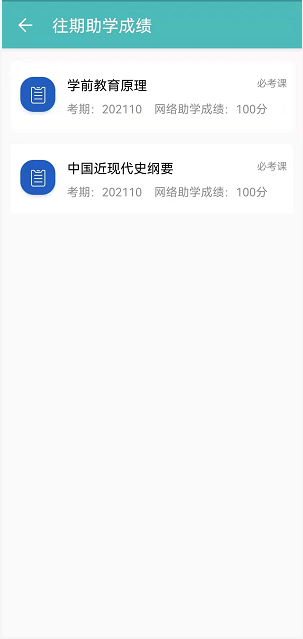 往期助学成绩
学前教育原理 必考课
考期：202110 网络助学成绩：100分
中国近现代史纲要 必考课
考期：202110 网络助学成绩：100分